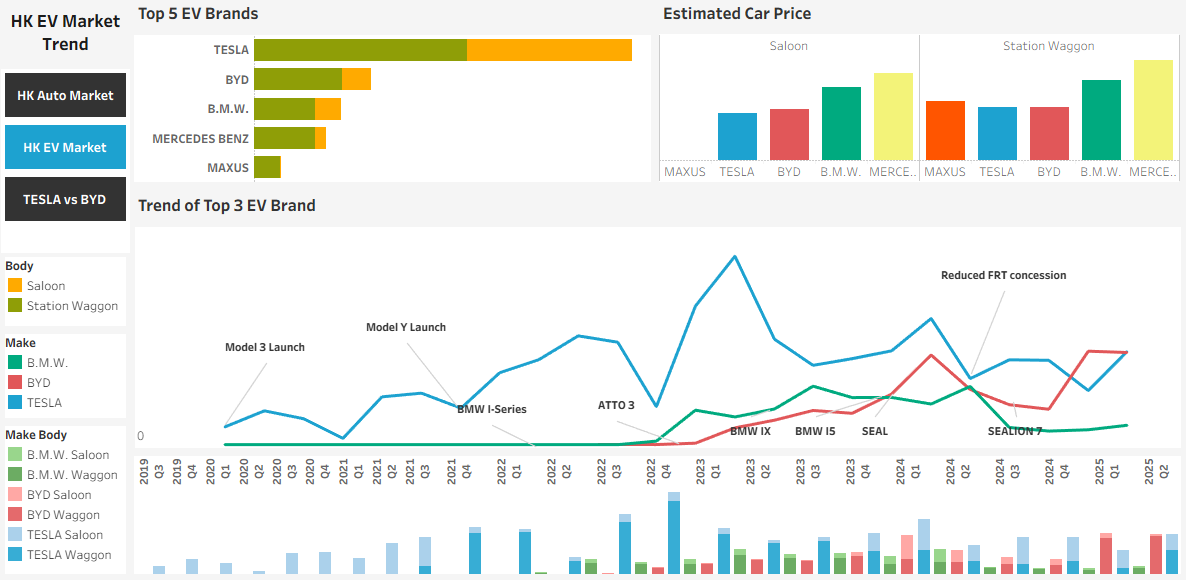 HK EV Market
Trend
HK Auto Market
HK EV Market
TESLA vs BYD
Body
Saloon
Station Waggon
Make
B.M.W.
BYD
TESLA
Make Body
B.M.W. Saloon
B.M.W. Waggon
BYD Saloon
BYD Waggon
TESLA Saloon
TESLA Waggon
Top 5 EV Brands
TESLA
BYD
B.M.W.
MERCEDES BENZ
MAXUS
Estimated Car Price
Saloon
Station Waggon
MAXUS TESLA BYD B.M.W. MERCE.. MAXUS TESLA BYD B.M.W. MERCE..
Trend of Top 3 EV Brand
Reduced FRT concession
Model Y Launch
Model 3 Launch
BMW I-Series
ATTO 3
BMW IX
BMW I5
SEAL
SEALION 7
0
2019 Q3
2019 Q4
2020 Q1
2020 Q2
2020 Q3
2020 Q4
2021 Q1
2021 Q2
2021 Q3
2021 Q4
2022 Q1
2022 Q2
2022 Q3
2022 Q4
2023 Q1
2023 Q2
2023 Q3
2023 Q4
2024 Q1
2024 Q2
2024 Q3
2024 Q4
2025 Q1
2025 Q2